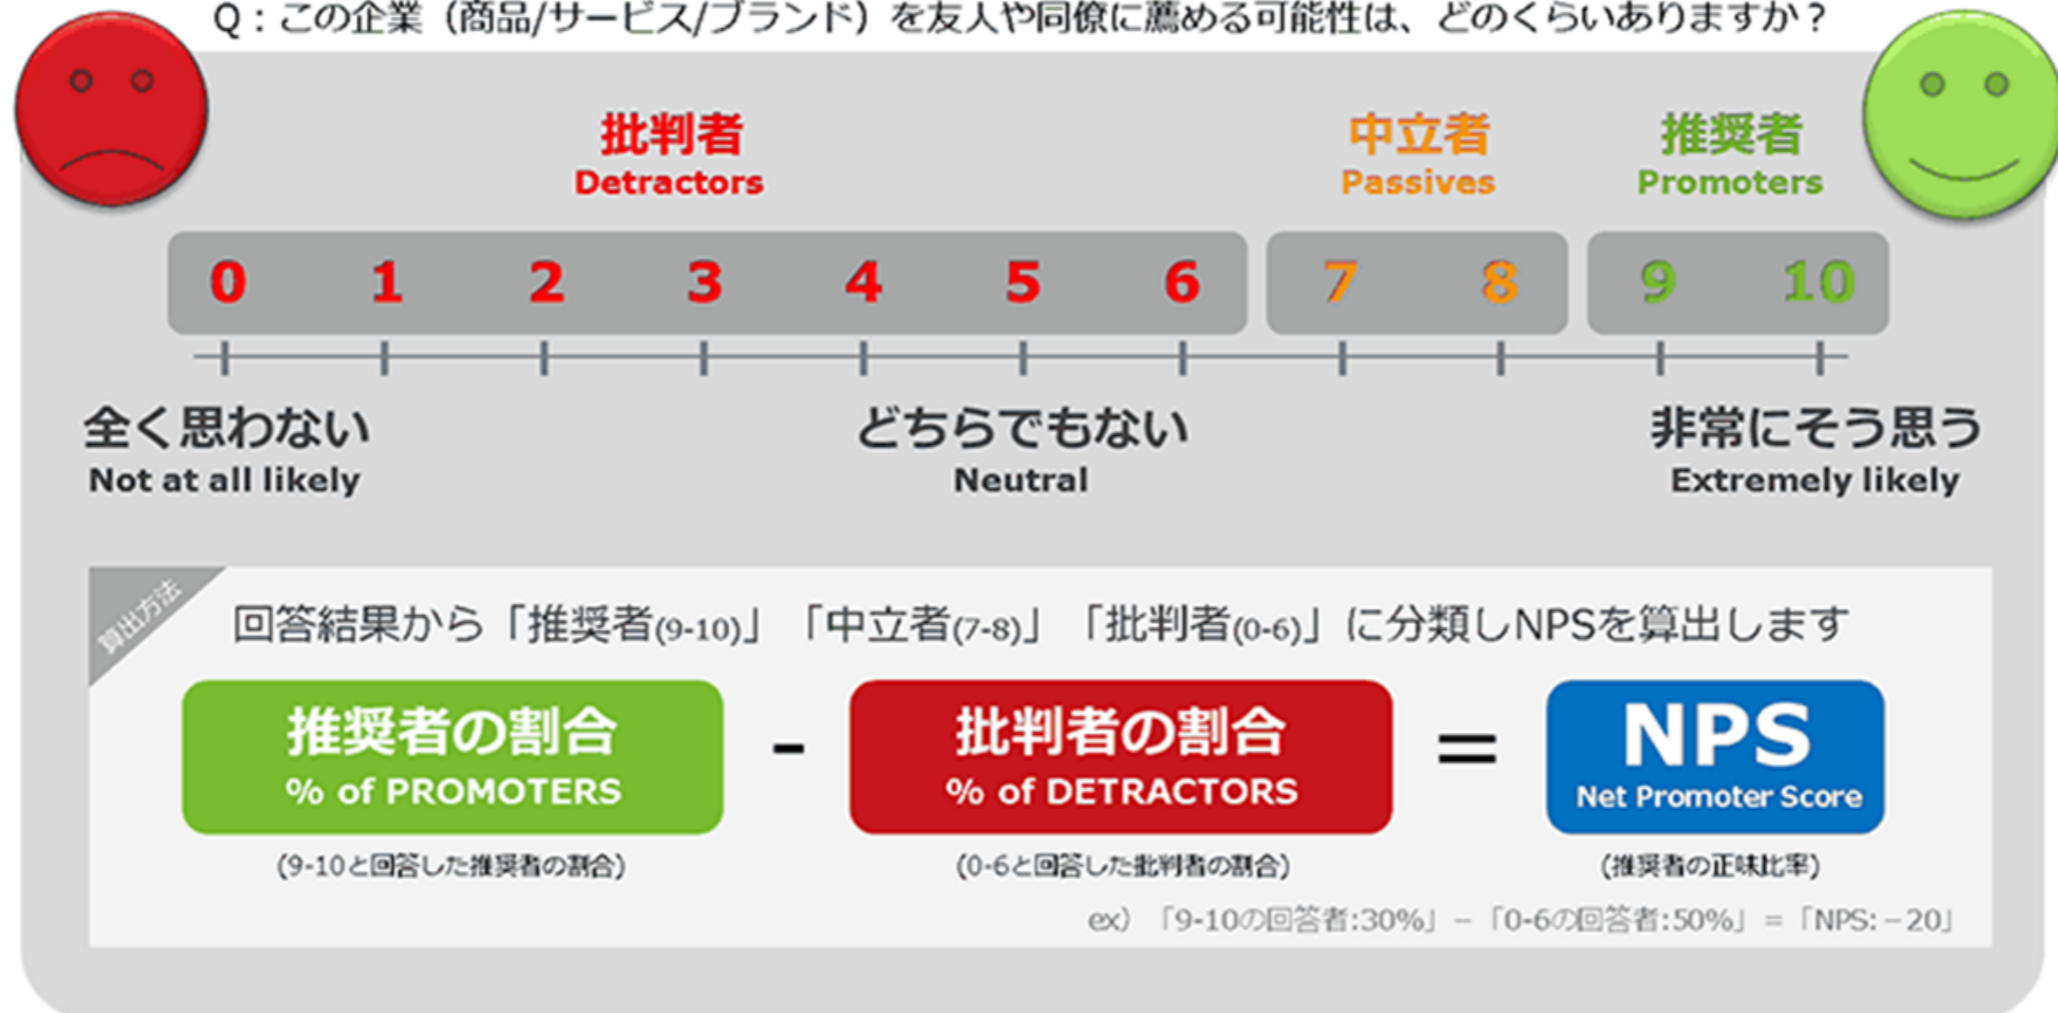 Q：この企業（商品/サービス/ブランド）を友人や同僚に薦める可能性は、どのくらいありますか？
批判者 中立者 推奨者
Detractors Passives Promoters
0 1 2 3 4 5 6 7 8 9 10
全く思わない どちらでもない 非常にそう思う
Not at all likely Neutral Extremely likely
算出方法
回答結果から「推奨者(9-10)」「中立者(7-8)」「批判者(0-6)」に分類しNPSを算出します
推奨者の割合 - 批判者の割合 = NPS
% of PROMOTERS % of DETRACTORS Net Promoter Score
(9-10と回答した推奨者の割合) (0-6と回答した批判者の割合) (推奨者の正味比率)
ex）「9-10の回答者:30%」－「0-6の回答者:50%」＝「NPS:－20」